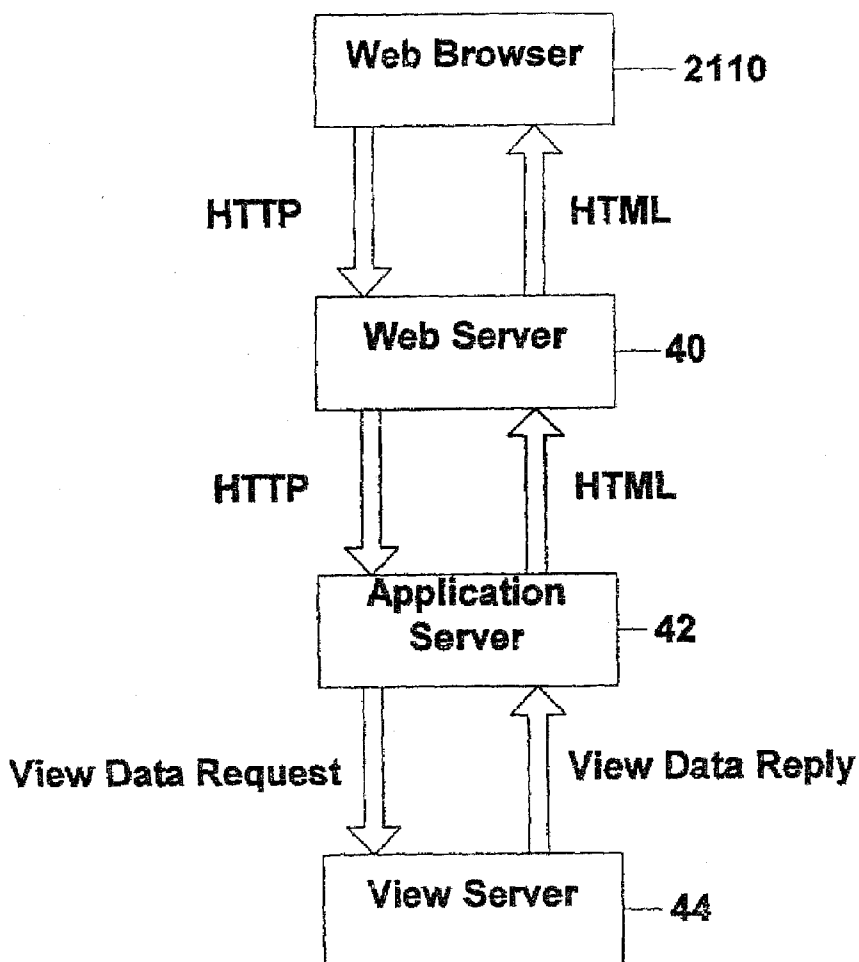 Web Browser
2110
HTTP
HTML
Web Server
40
HTTP
HTML
Application
Server
42
View Data Request
View Data Reply
View Server
44